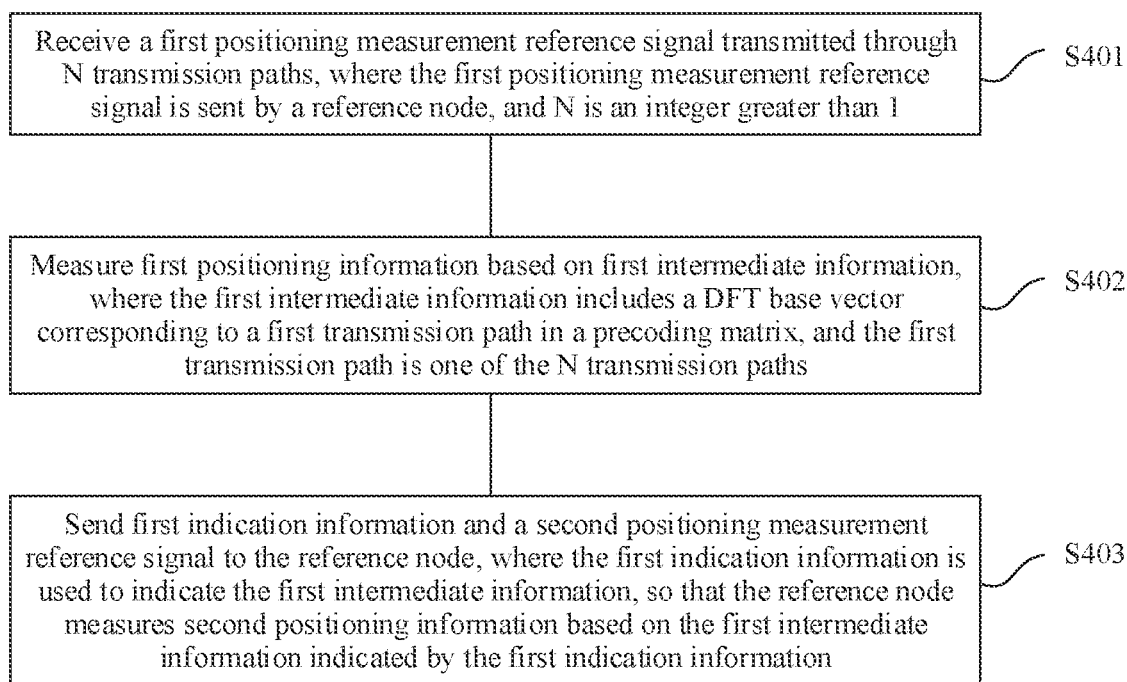 Receive a first positioning measurement reference signal transmitted through
N transmission paths, where the first positioning measurement reference
signal is sent by a reference node, and N is an integer greater than 1
S401
Measure first positioning information based on first intermediate information,
where the first intermediate information includes a DFT base vector
corresponding to a first transmission path in a precoding matrix, and the first
transmission path is one of the N transmission paths
S402
Send first indication information and a second positioning measurement
reference signal to the reference node, where the first indication information is
used to indicate the first intermediate information, so that the reference node
measures second positioning information based on the first intermediate
information indicated by the first indication information
S403